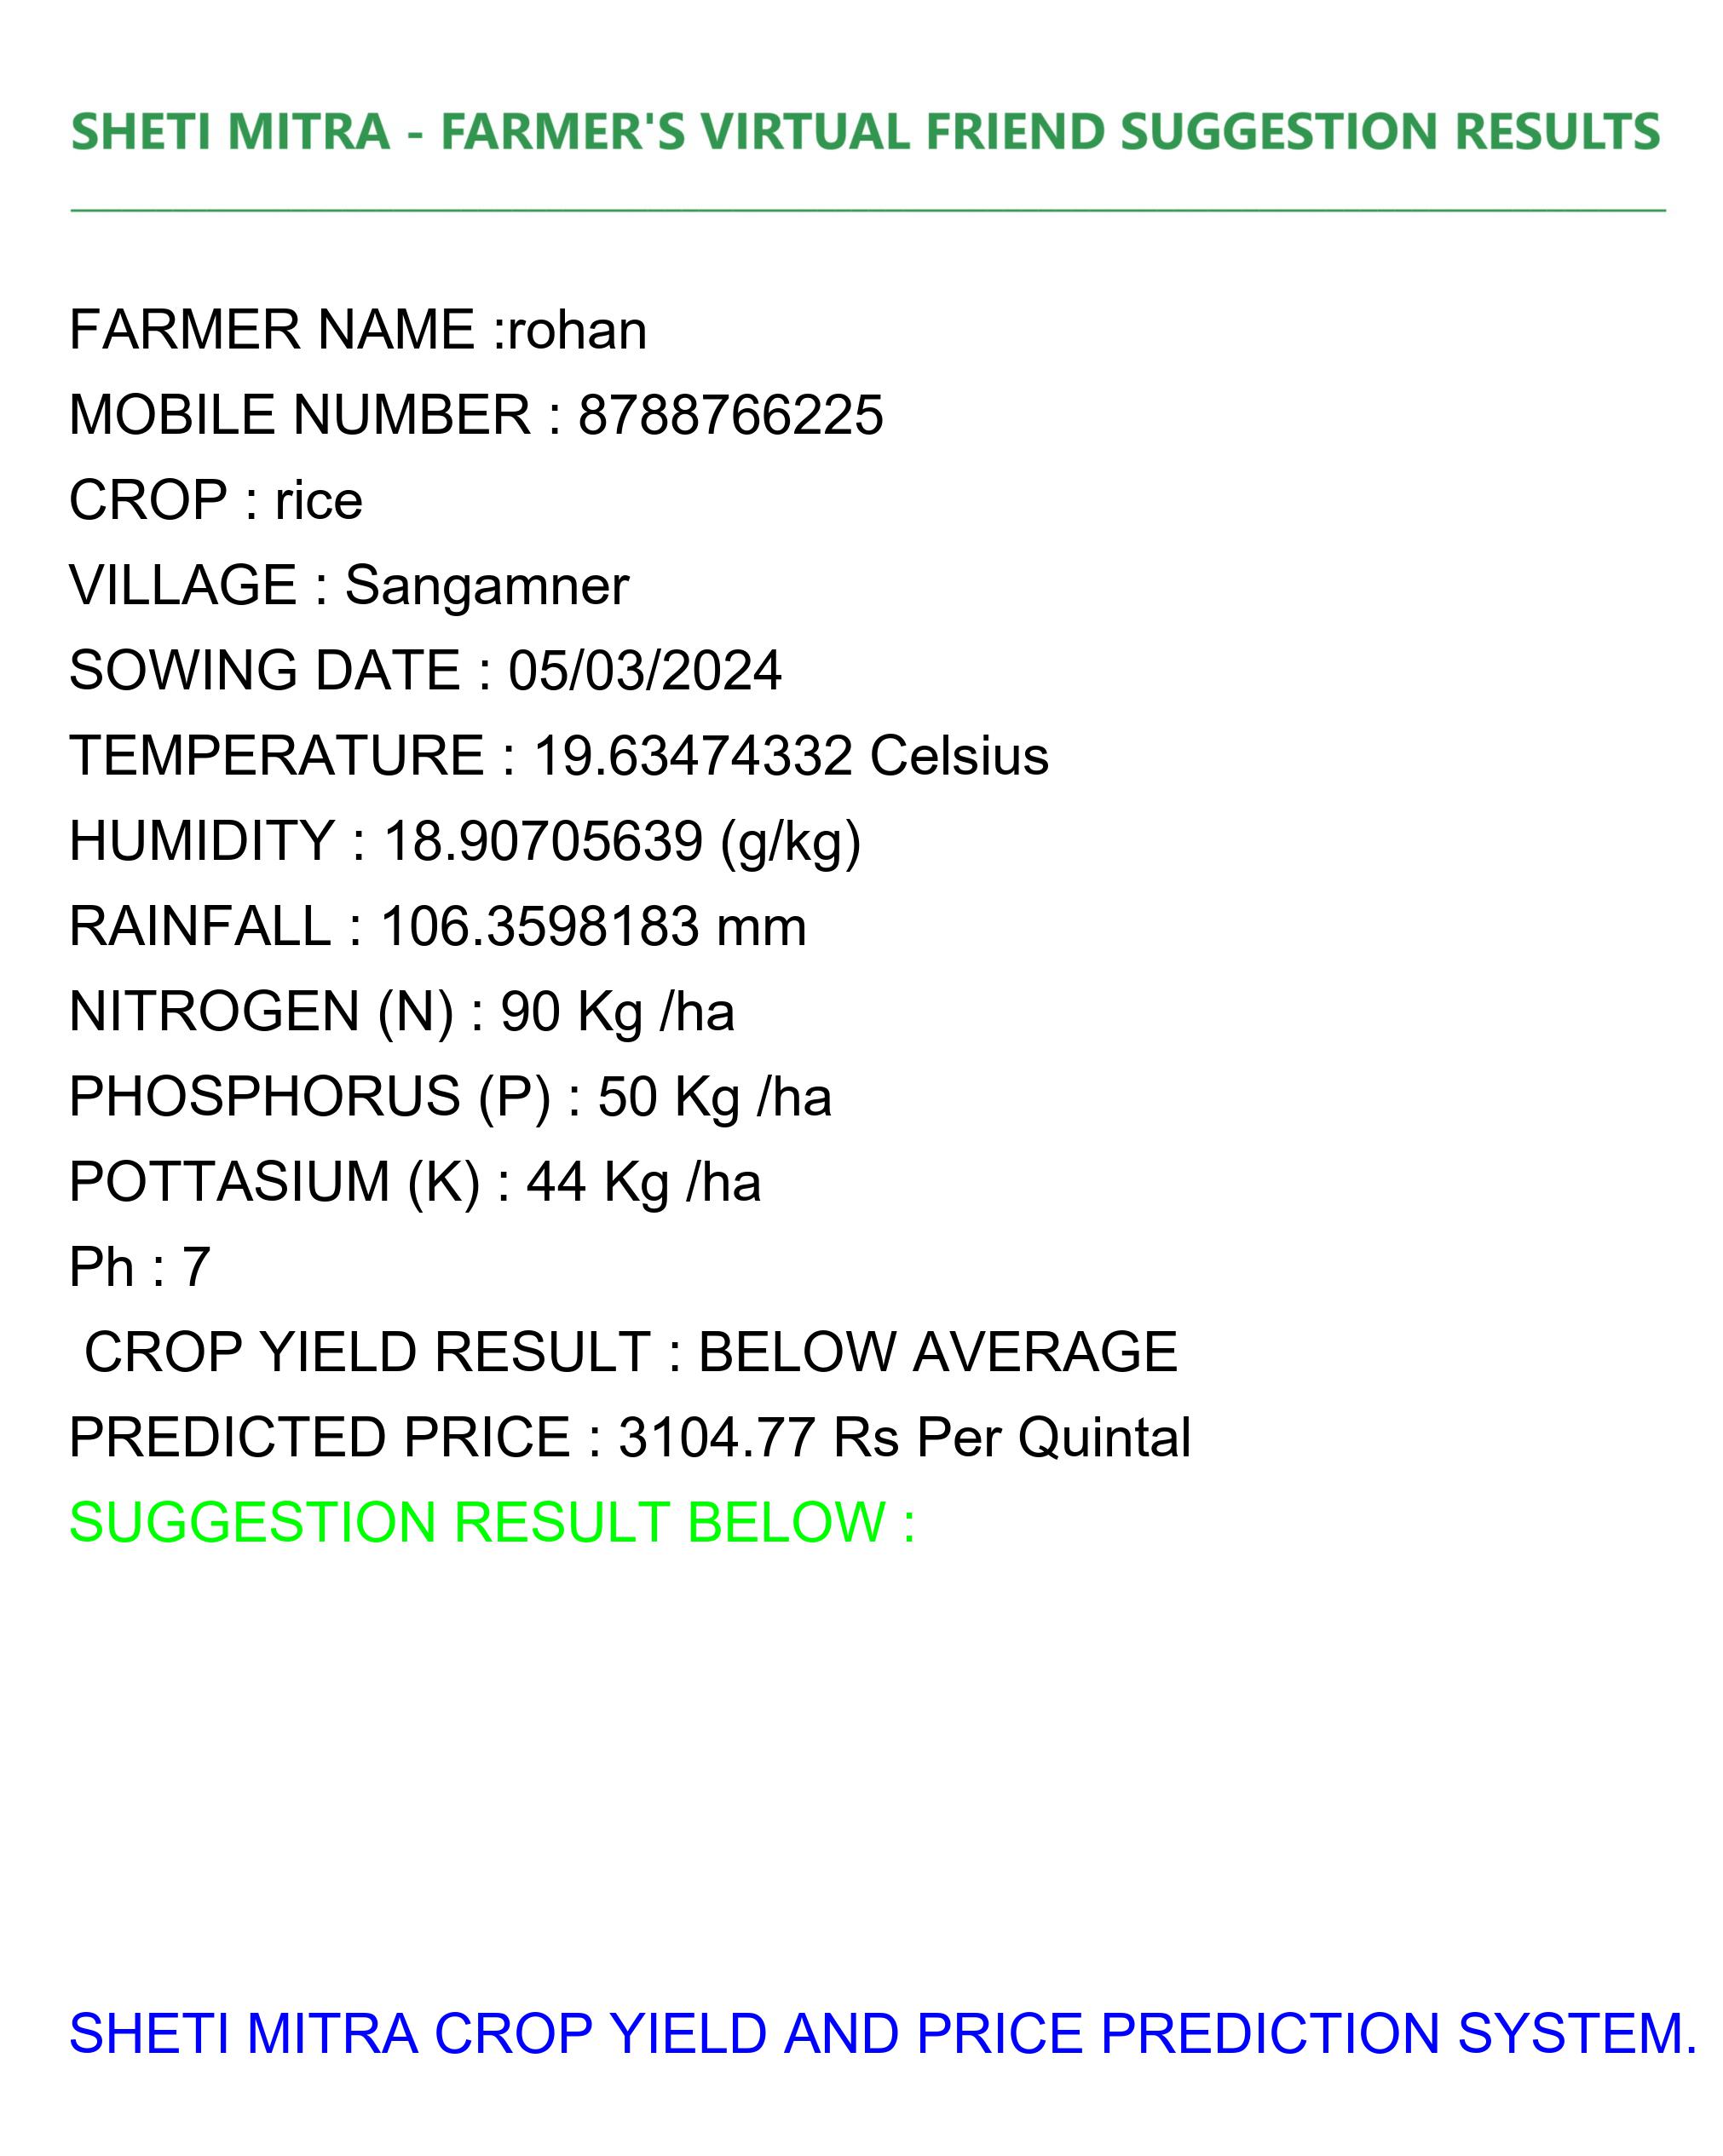 SHETI MITRA - FARMER'S VIRTUAL FRIEND SUGGESTION RESULTS
FARMER NAME :rohan
MOBILE NUMBER : 8788766225
CROP : rice
VILLAGE : Sangamner
SOWING DATE : 05/03/2024
TEMPERATURE : 19.63474332 Celsius
HUMIDITY : 18.90705639 (g/kg)
RAINFALL : 106.3598183 mm
NITROGEN (N) : 90 Kg /ha
PHOSPHORUS (P) : 50 Kg /ha
POTTASIUM (K) : 44 Kg /ha
Ph : 7
CROP YIELD RESULT : BELOW AVERAGE
PREDICTED PRICE : 3104.77 Rs Per Quintal
SUGGESTION RESULT BELOW :
SHETI MITRA CROP YIELD AND PRICE PREDICTION SYSTEM.